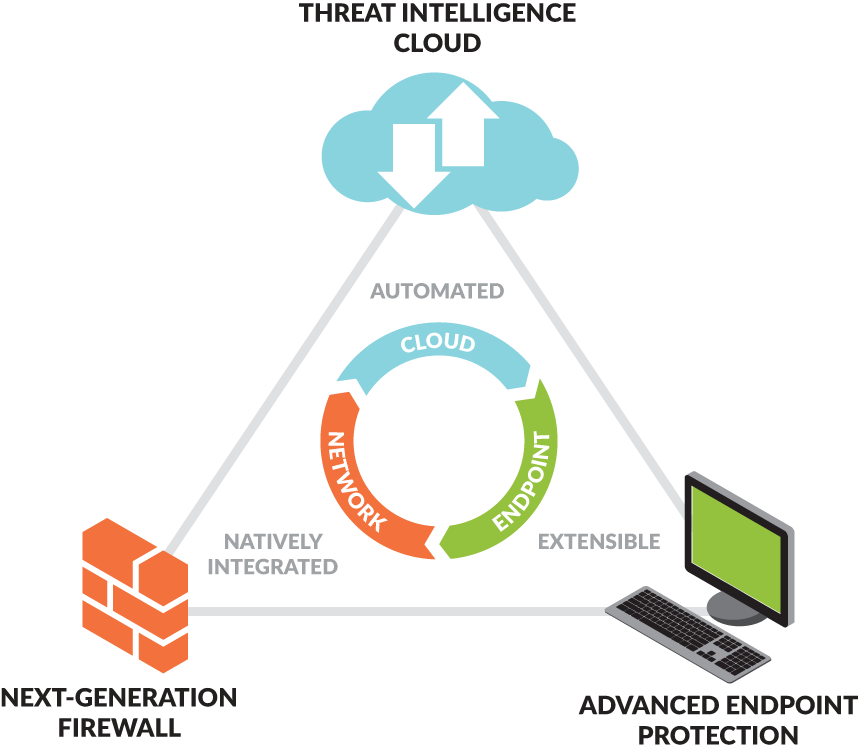 THREAT INTELLIGENCE
CLOUD
AUTOMATED
CLOUD
NETWORK
ENDPOINT
NATIVELY
INTEGRATED
EXTENSIBLE
NEXT-GENERATION
FIREWALL
ADVANCED ENDPOINT
PROTECTION